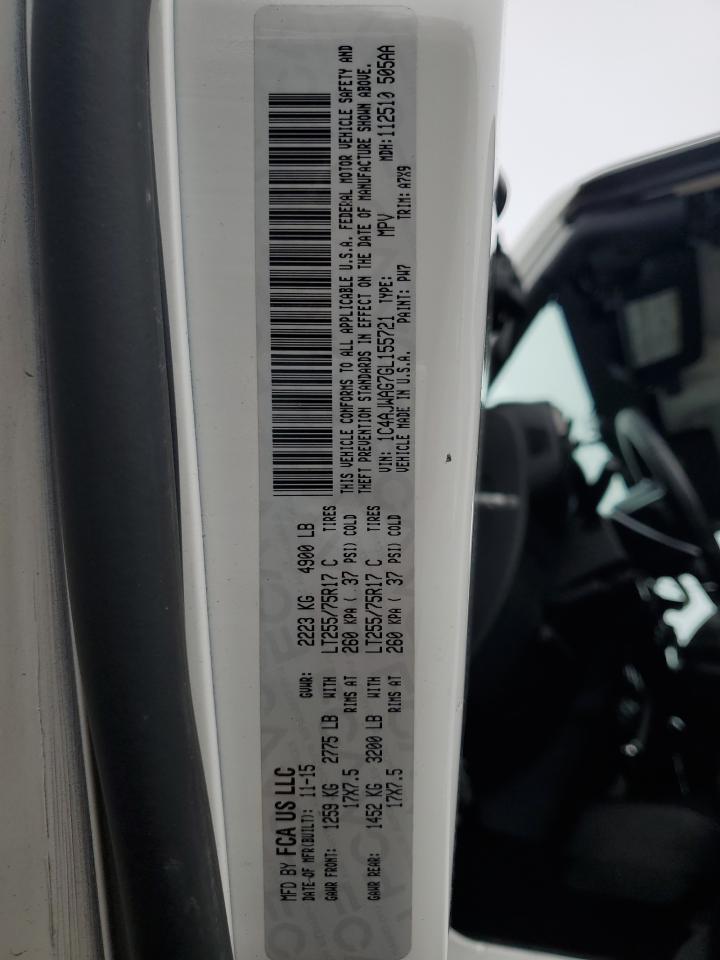 MFD BY FCA US LLC
DATE-OF MFR(BUILT): 11-15 GVWR: 2223 KG 4900 LB
GAWR FRONT: 1259 KG 2775 LB WITH LT255/75R17 C TIRES
17X7.5 RIMS AT 260 KPA ( 37 PSI) COLD
GAWR REAR: 1452 KG 3200 LB WITH LT255/75R17 C TIRES
17X7.5 RIMS AT 260 KPA ( 37 PSI) COLD
THIS VEHICLE CONFORMS TO ALL APPLICABLE U.S.A. FEDERAL MOTOR VEHICLE SAFETY AND
THEFT PREVENTION STANDARDS IN EFFECT ON THE DATE OF MANUFACTURE SHOWN ABOVE.
VIN: 1C4AJWAG7GL155721 TYPE: MPV MDH:112510 505AA
VEHICLE MADE IN U.S.A. PAINT: PW7 TRIM: A7X9